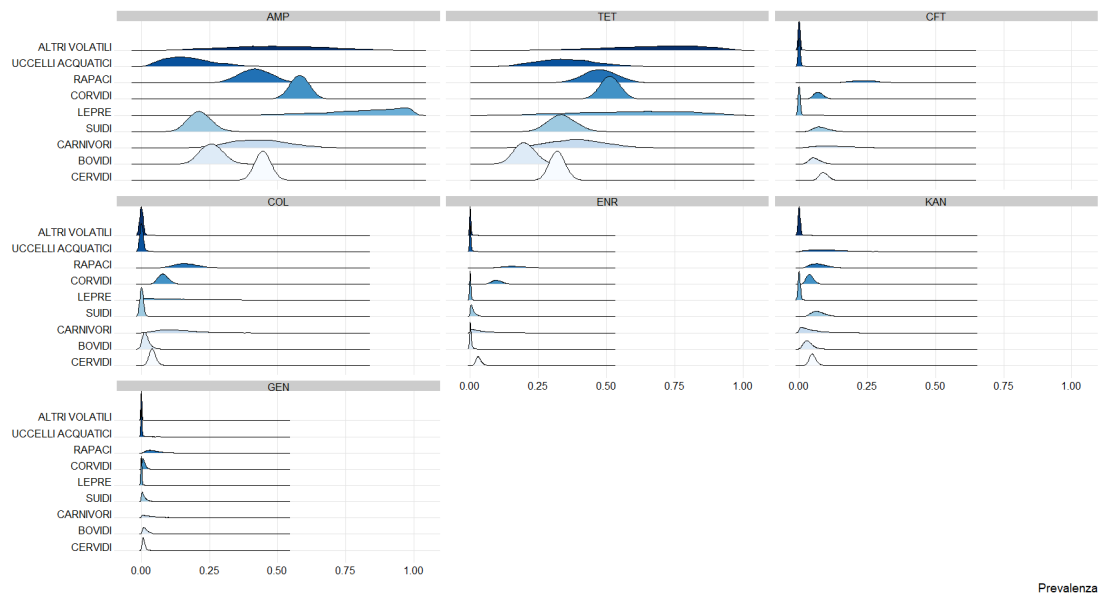 AMP TET CFT
ALTRI VOLATILI
UCCELLI ACQUATICI
RAPACI
CORVIDI
LEPRE
SUIDI
CARNIVORI
BOVIDI
CERVIDI
COL ENR KAN
ALTRI VOLATILI
UCCELLI ACQUATICI
RAPACI
CORVIDI
LEPRE
SUIDI
CARNIVORI
BOVIDI
CERVIDI
0.00 0.25 0.50 0.75 1.00 0.00 0.25 0.50 0.75 1.00
GEN
ALTRI VOLATILI
UCCELLI ACQUATICI
RAPACI
CORVIDI
LEPRE
SUIDI
CARNIVORI
BOVIDI
CERVIDI
0.00 0.25 0.50 0.75 1.00
Prevalenza